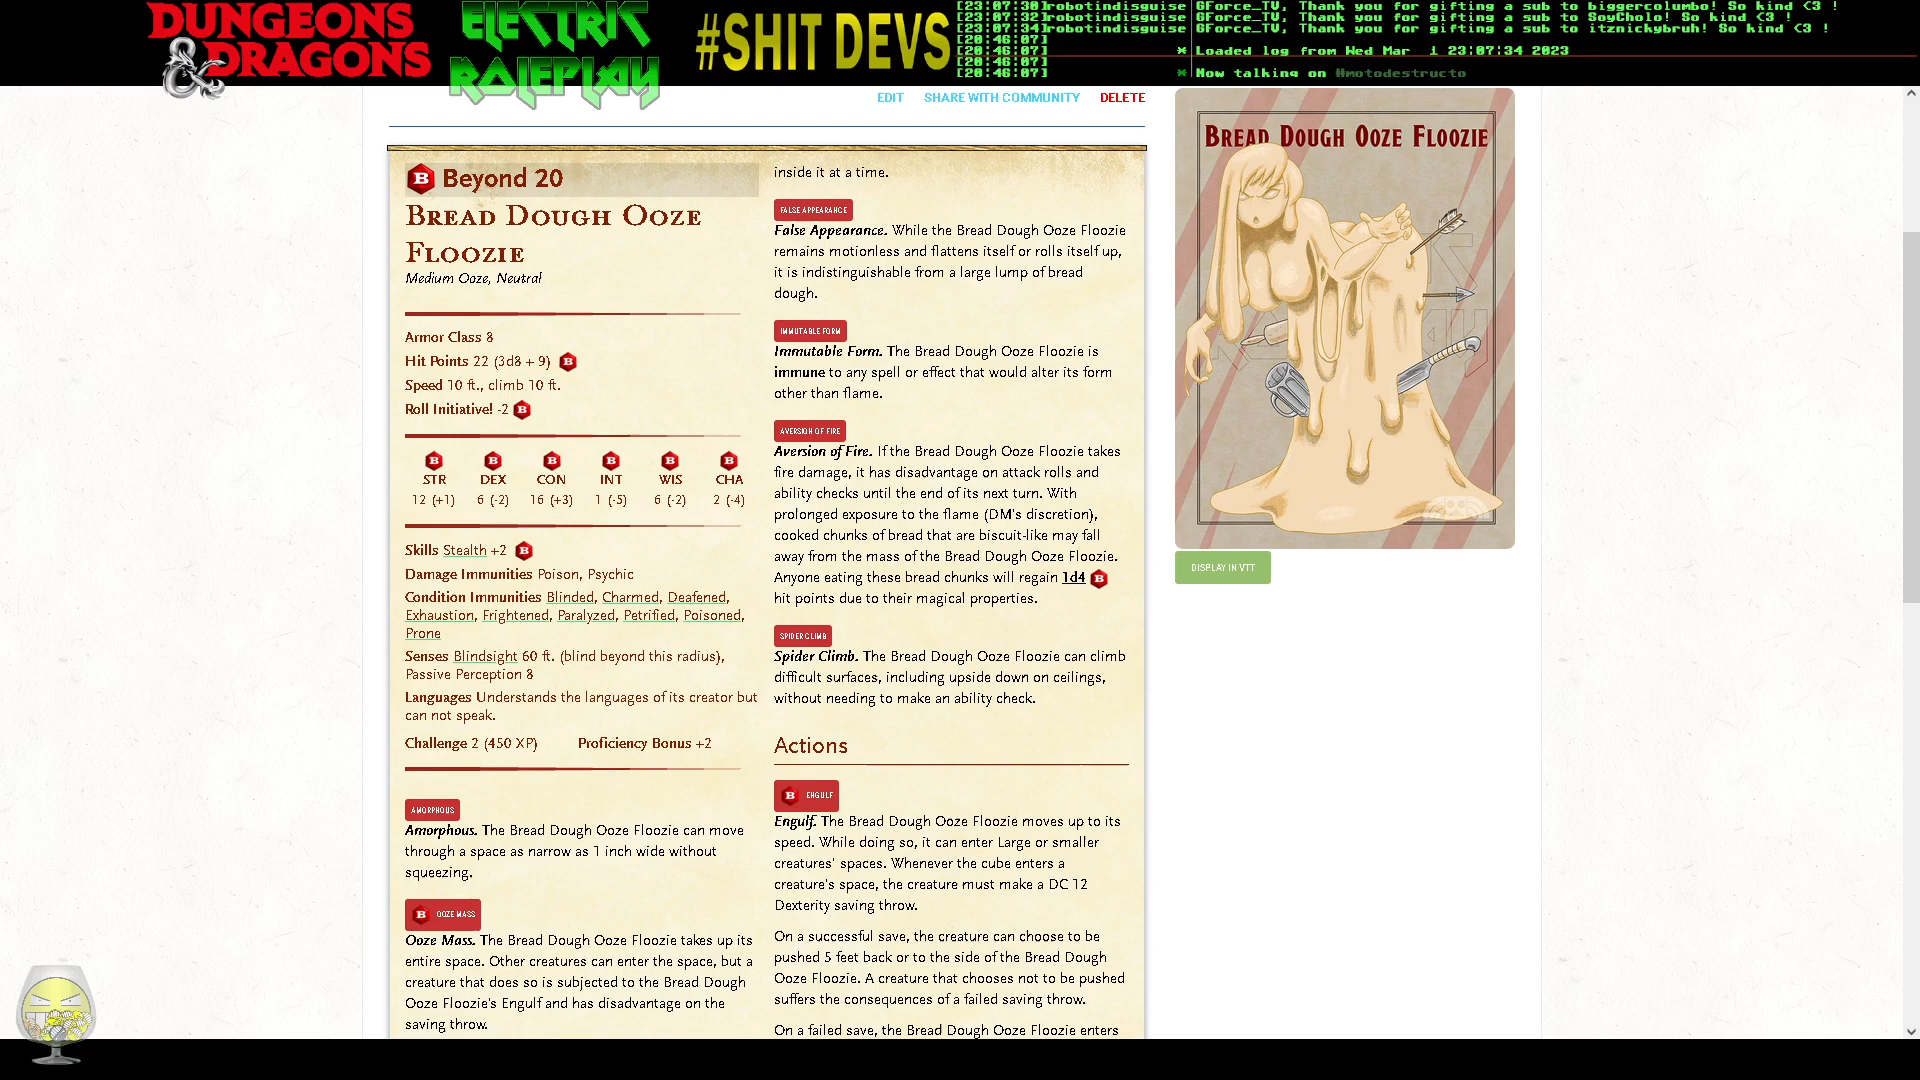 DUNGEONS
& DRAGONS
ELECTRIC
ROLEPLAY
#SHIT DEVS
[23:07:30]robotindisguise GForce_TV, Thank you for gifting a sub to biggercolumbo! So kind <3 !
[23:07:32]robotindisguise GForce_TV, Thank you for gifting a sub to SoyCholo! So kind <3 !
[23:07:34]robotindisguise GForce_TV, Thank you for gifting a sub to itznickybruh! So kind <3 !
[20:46:07]
[20:46:07] * Loaded log from Wed Mar 1 23:07:34 2023
[20:46:07]
[20:46:07] * Now talking on #motodestructo
EDIT SHARE WITH COMMUNITY DELETE
Beyond 20
Bread Dough Ooze
Floozie
Medium Ooze, Neutral
Armor Class 8
Hit Points 22 (3d8 + 9)
Speed 10 ft., climb 10 ft.
Roll Initiative! -2
STR DEX CON INT WIS CHA
12 (+1) 6 (-2) 16 (+3) 1 (-5) 6 (-2) 2 (-4)
Skills Stealth +2
Damage Immunities Poison, Psychic
Condition Immunities Blinded, Charmed, Deafened,
Exhaustion, Frightened, Paralyzed, Petrified, Poisoned,
Prone
Senses Blindsight 60 ft. (blind beyond this radius),
Passive Perception 8
Languages Understands the languages of its creator but
can not speak.
Challenge 2 (450 XP) Proficiency Bonus +2
AMORPHOUS
Amorphous. The Bread Dough Ooze Floozie can move
through a space as narrow as 1 inch wide without
squeezing.
OOZE MASS
Ooze Mass. The Bread Dough Ooze Floozie takes up its
entire space. Other creatures can enter the space, but a
creature that does so is subjected to the Bread Dough
Ooze Floozie's Engulf and has disadvantage on the
saving throw.
inside it at a time.
FALSE APPEARANCE
False Appearance. While the Bread Dough Ooze Floozie
remains motionless and flattens itself or rolls itself up,
it is indistinguishable from a large lump of bread
dough.
IMMUTABLE FORM
Immutable Form. The Bread Dough Ooze Floozie is
immune to any spell or effect that would alter its form
other than flame.
AVERSION OF FIRE
Aversion of Fire. If the Bread Dough Ooze Floozie takes
fire damage, it has disadvantage on attack rolls and
ability checks until the end of its next turn. With
prolonged exposure to the flame (DM's discretion),
cooked chunks of bread that are biscuit-like may fall
away from the mass of the Bread Dough Ooze Floozie.
Anyone eating these bread chunks will regain 1d4
hit points due to their magical properties.
SPIDER CLIMB
Spider Climb. The Bread Dough Ooze Floozie can climb
difficult surfaces, including upside down on ceilings,
without needing to make an ability check.
Actions
ENGULF
Engulf. The Bread Dough Ooze Floozie moves up to its
speed. While doing so, it can enter Large or smaller
creatures' spaces. Whenever the cube enters a
creature's space, the creature must make a DC 12
Dexterity saving throw.
On a successful save, the creature can choose to be
pushed 5 feet back or to the side of the Bread Dough
Ooze Floozie. A creature that chooses not to be pushed
suffers the consequences of a failed saving throw.
On a failed save, the Bread Dough Ooze Floozie enters
Bread Dough Ooze Floozie
DISPLAY IN VTT